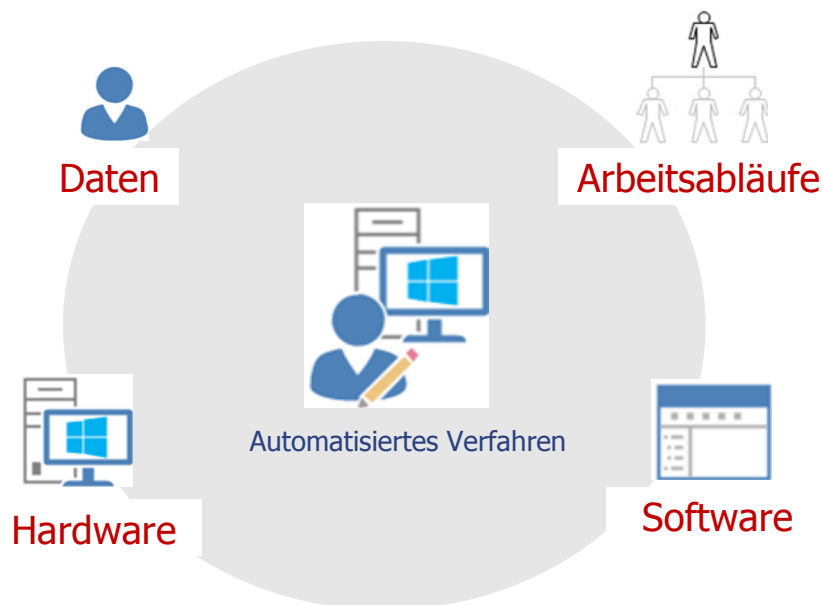 Daten
Arbeitsabläufe
Automatisiertes Verfahren
Hardware
Software